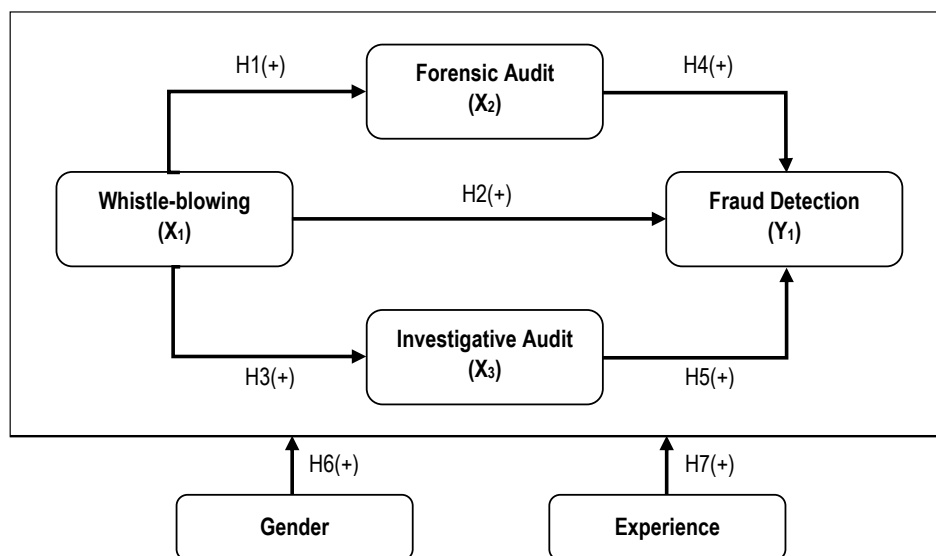 H1(+)
Forensic Audit
(X₂)
H4(+)
Whistle-blowing
(X₁)
H2(+)
Fraud Detection
(Y₁)
H3(+)
Investigative Audit
(X₃)
H5(+)
H6(+)
H7(+)
Gender
Experience